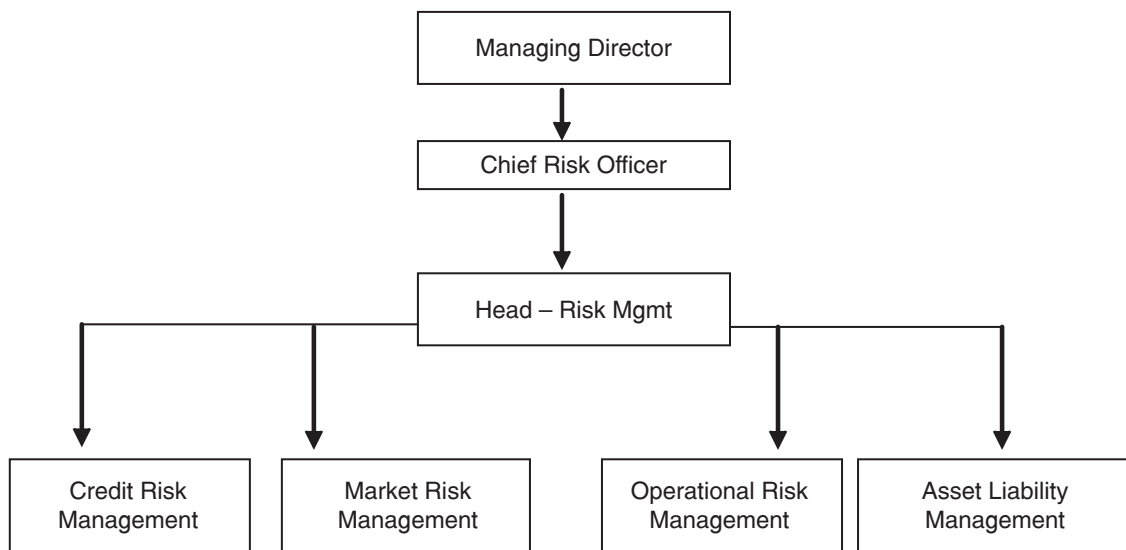 Managing Director
Chief Risk Officer
Head – Risk Mgmt
Credit Risk
Management
Market Risk
Management
Operational Risk
Management
Asset Liability
Management